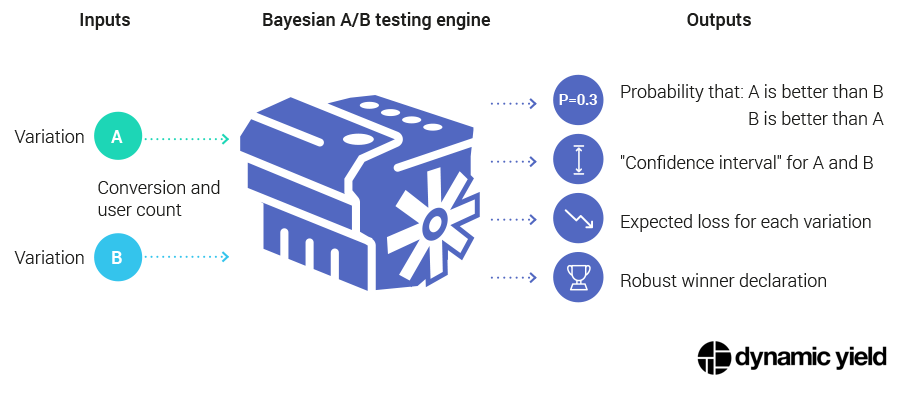 Inputs
Bayesian A/B testing engine
Outputs
Variation A
Conversion and
user count
Variation B
P=0.3
Probability that: A is better than B
B is better than A
"Confidence interval" for A and B
Expected loss for each variation
Robust winner declaration
dynamic yield